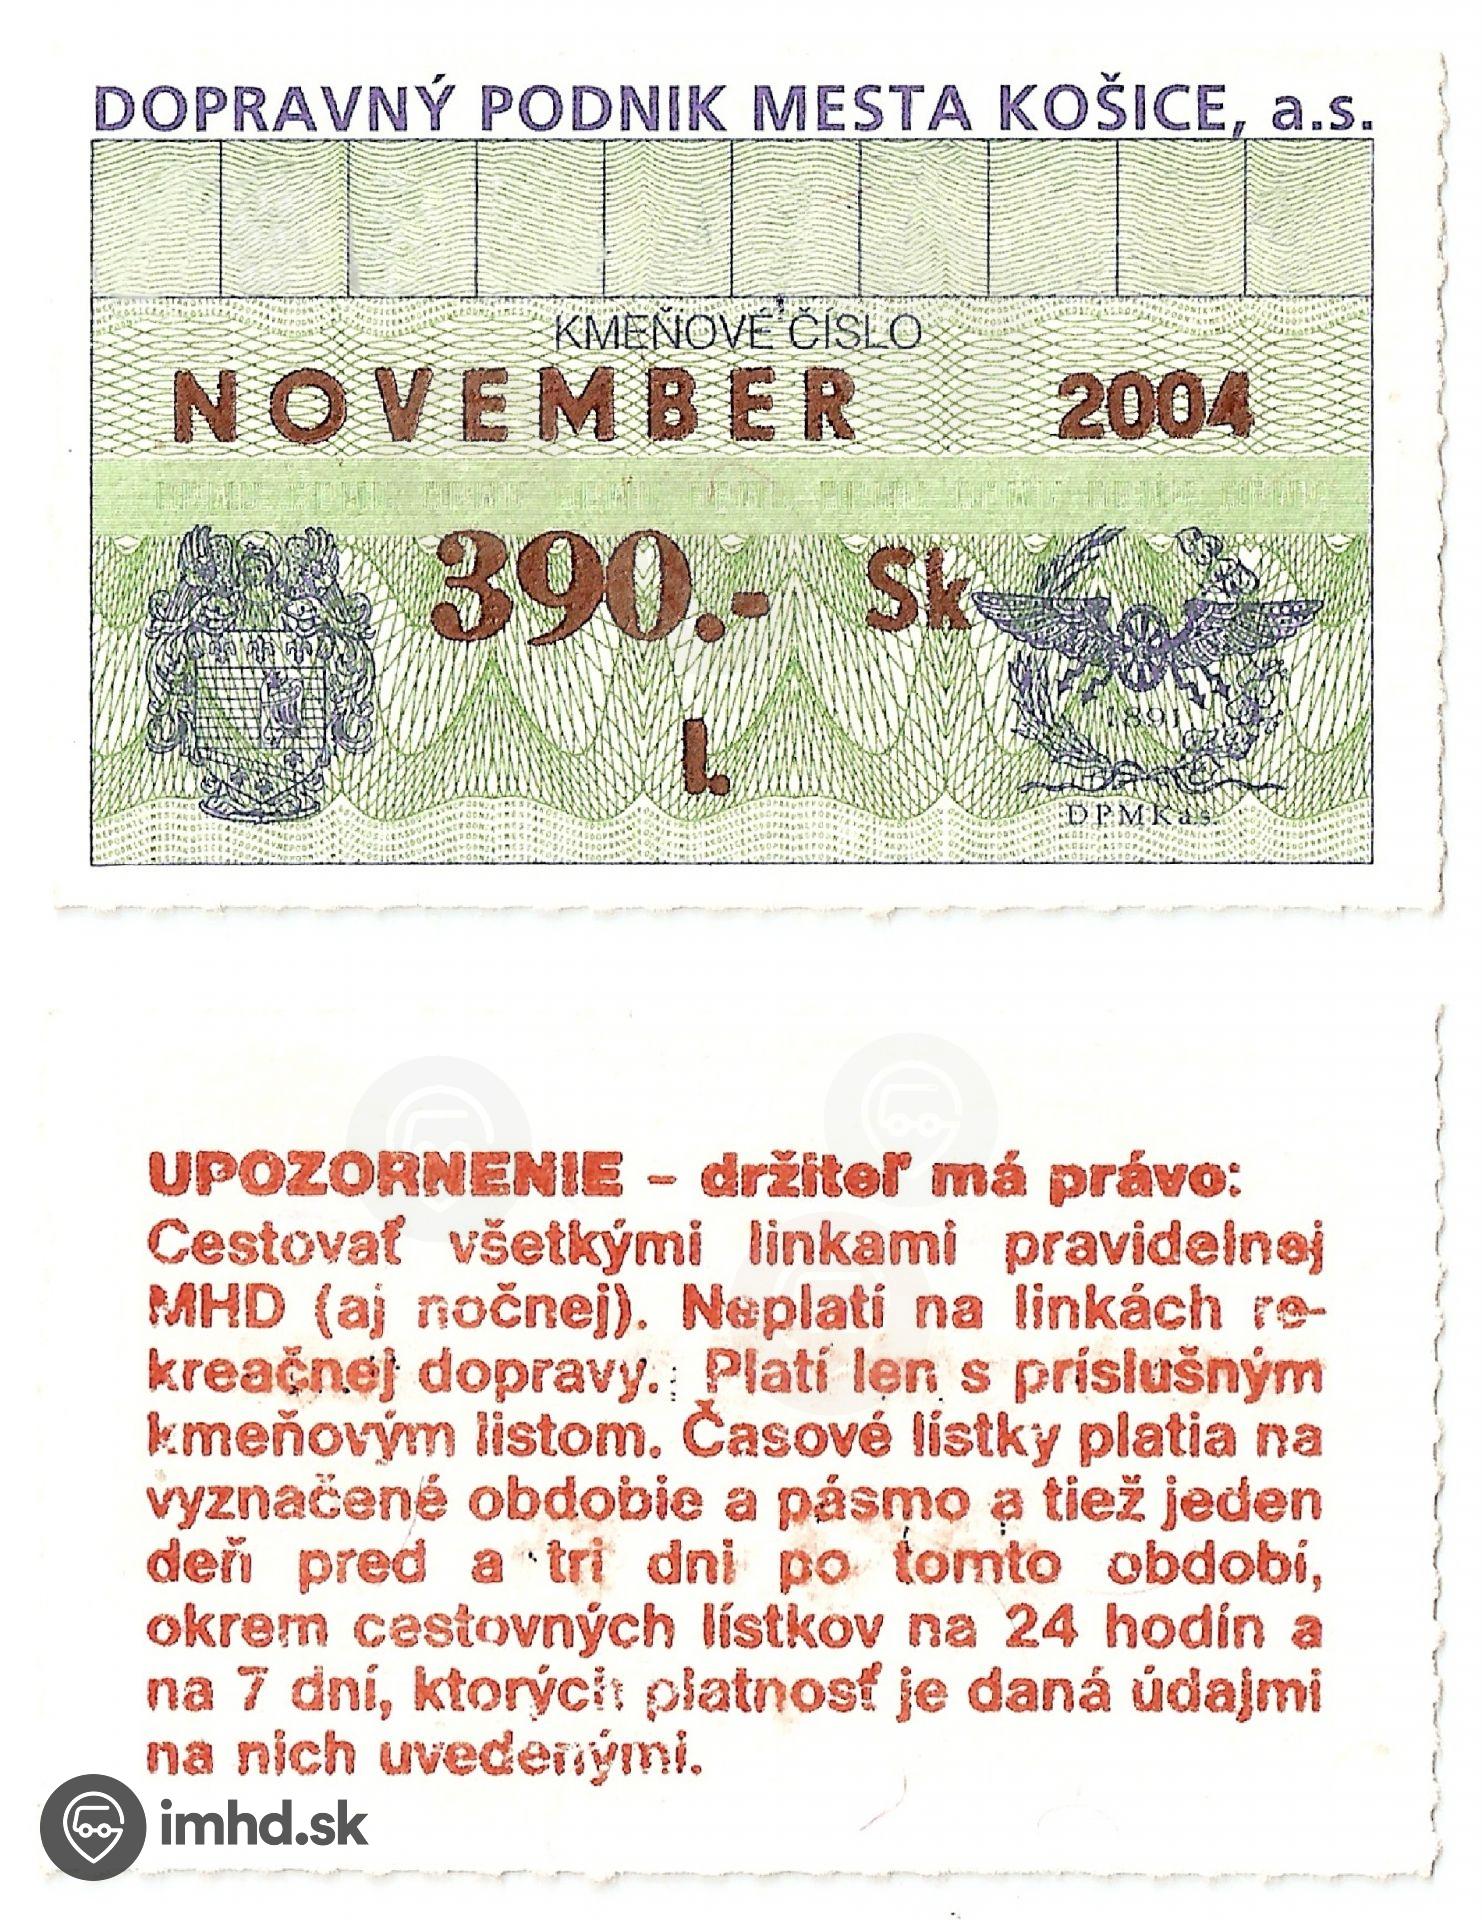 DOPRAVNÝ PODNIK MESTA KOŠICE, a.s.
KMEŇOVÉ ČÍSLO
NOVEMBER 2004
390.- Sk
1891
I.
DPMKas
UPOZORNENIE – držiteľ má právo:
Cestovať všetkými linkami pravidelnej
MHD (aj nočnej). Neplatí na linkách re-
kreačnej dopravy. Platí len s príslušným
kmeňovým listom. Časové lístky platia na
vyznačené obdobie a pásmo a tiež jeden
deň pred a tri dni po tomto období,
okrem cestovných lístkov na 24 hodín a
na 7 dní, ktorých platnosť je daná údajmi
na nich uvedenými.
imhd.sk